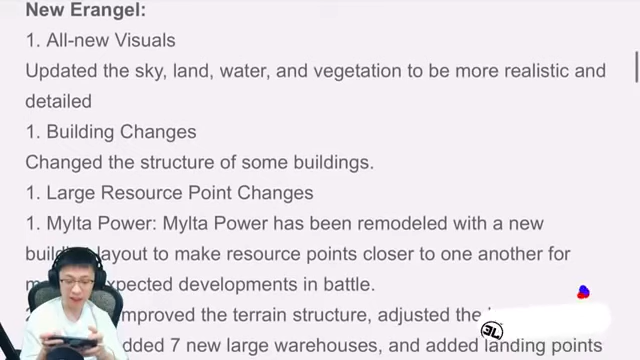 New Erangel:
1. All-new Visuals
Updated the sky, land, water, and vegetation to be more realistic and
detailed
1. Building Changes
Changed the structure of some buildings.
1. Large Resource Point Changes
1. Mylta Power: Mylta Power has been remodeled with a new
layout to make resource points closer to one another for
developments in battle.
improved the terrain structure, adjusted the
added 7 new large warehouses, and added landing points
3L